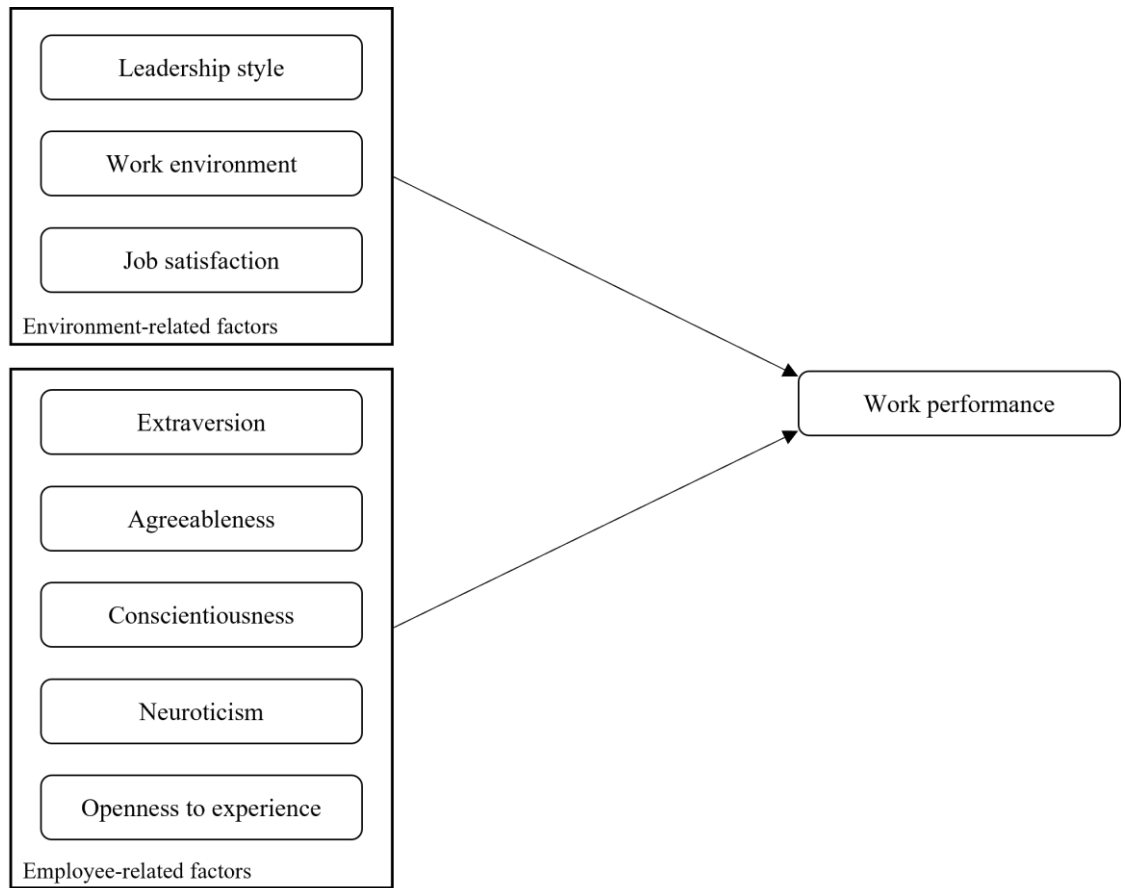 Leadership style
Work environment
Job satisfaction
Environment-related factors
Extraversion
Agreeableness
Conscientiousness
Neuroticism
Openness to experience
Employee-related factors
Work performance